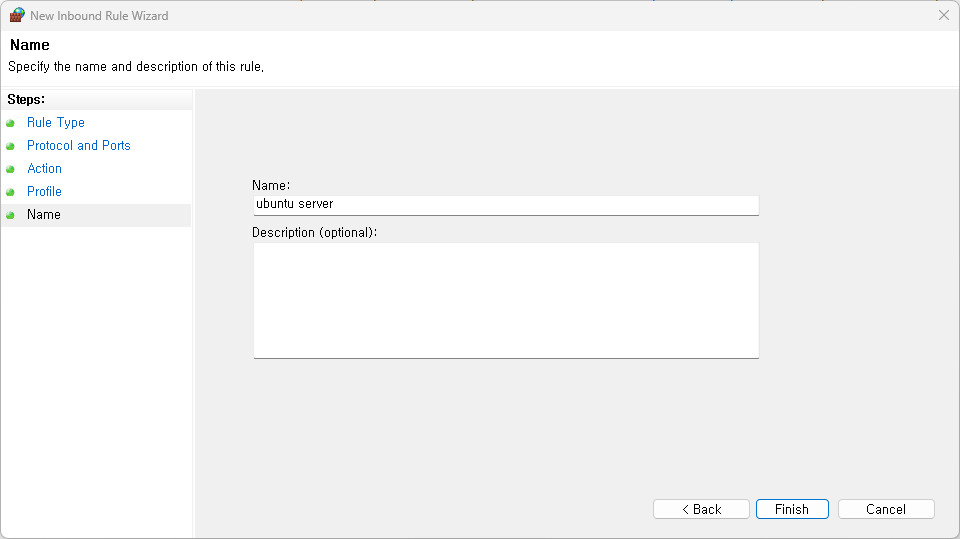 New Inbound Rule Wizard
Name
Specify the name and description of this rule.
Steps:
Rule Type
Protocol and Ports
Action
Profile
Name
Name:
ubuntu server
Description (optional):
< Back
Finish
Cancel